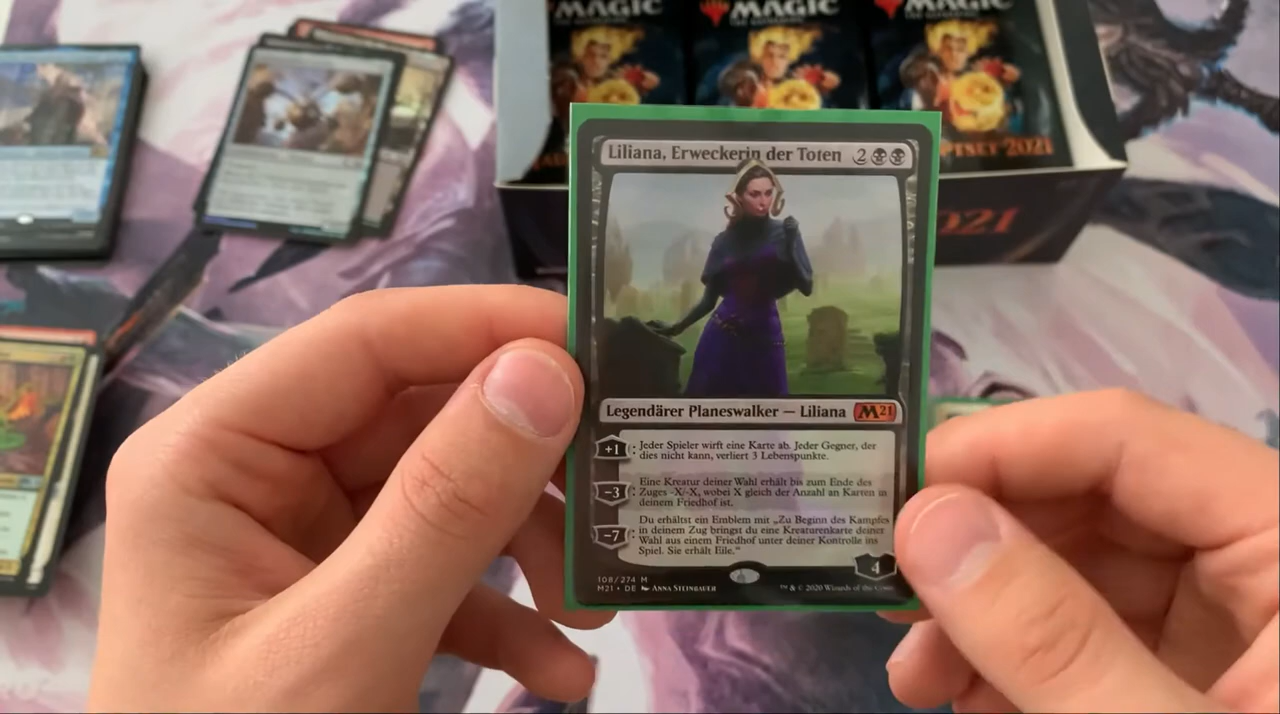 MAGIC
MAGIC
MAGIC
Liliana, Erweckerin der Toten 2
PTSET 2021
2021
Legendärer Planeswalker — Liliana M21
+1: Jeder Spieler wirft eine Karte ab. Jeder Gegner, der
dies nicht kann, verliert 3 Lebenspunkte.
-3: Eine Kreatur deiner Wahl erhält bis zum Ende des
Zuges -X/-X, wobei X gleich der Anzahl an Karten in
deinem Friedhof ist.
-7: Du erhältst ein Emblem mit „Zu Beginn des Kampfes
in deinem Zug bringst du eine Kreaturenkarte deiner
Wahl aus einem Friedhof unter deiner Kontrolle ins
Spiel. Sie erhält Eile."
4
108/274 M
M21 • DE Anna Steinbauer
™ & © 2020 Wizards of the Coast